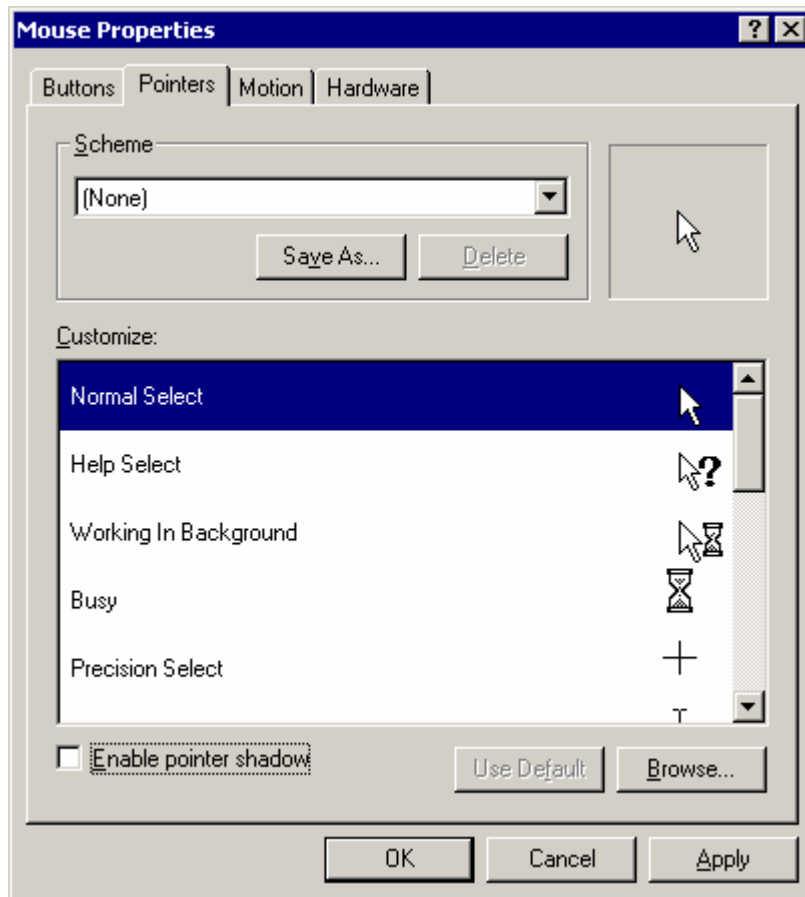 Mouse Properties
Buttons Pointers Motion Hardware
Scheme
(None)
Save As... Delete
Customize:
Normal Select
Help Select
Working In Background
Busy
Precision Select
Enable pointer shadow Use Default Browse...
OK Cancel Apply